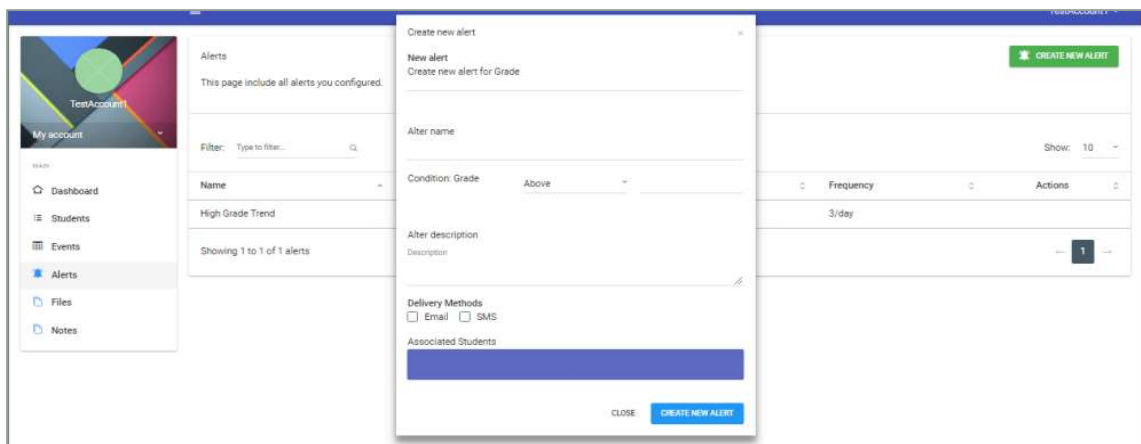 TestAccount1
TestAccount1
My account
MAIN
Dashboard
Students
Events
Alerts
Files
Notes
Alerts
This page include all alerts you configured.
CREATE NEW ALERT
Filter: Type to filter...
Show: 10
Name Frequency Actions
High Grade Trend 3/day
Showing 1 to 1 of 1 alerts
← 1 →
Create new alert ×
New alert
Create new alert for Grade
Alter name
Condition: Grade Above
Alter description
Description
Delivery Methods
Email SMS
Associated Students
CLOSE CREATE NEW ALERT